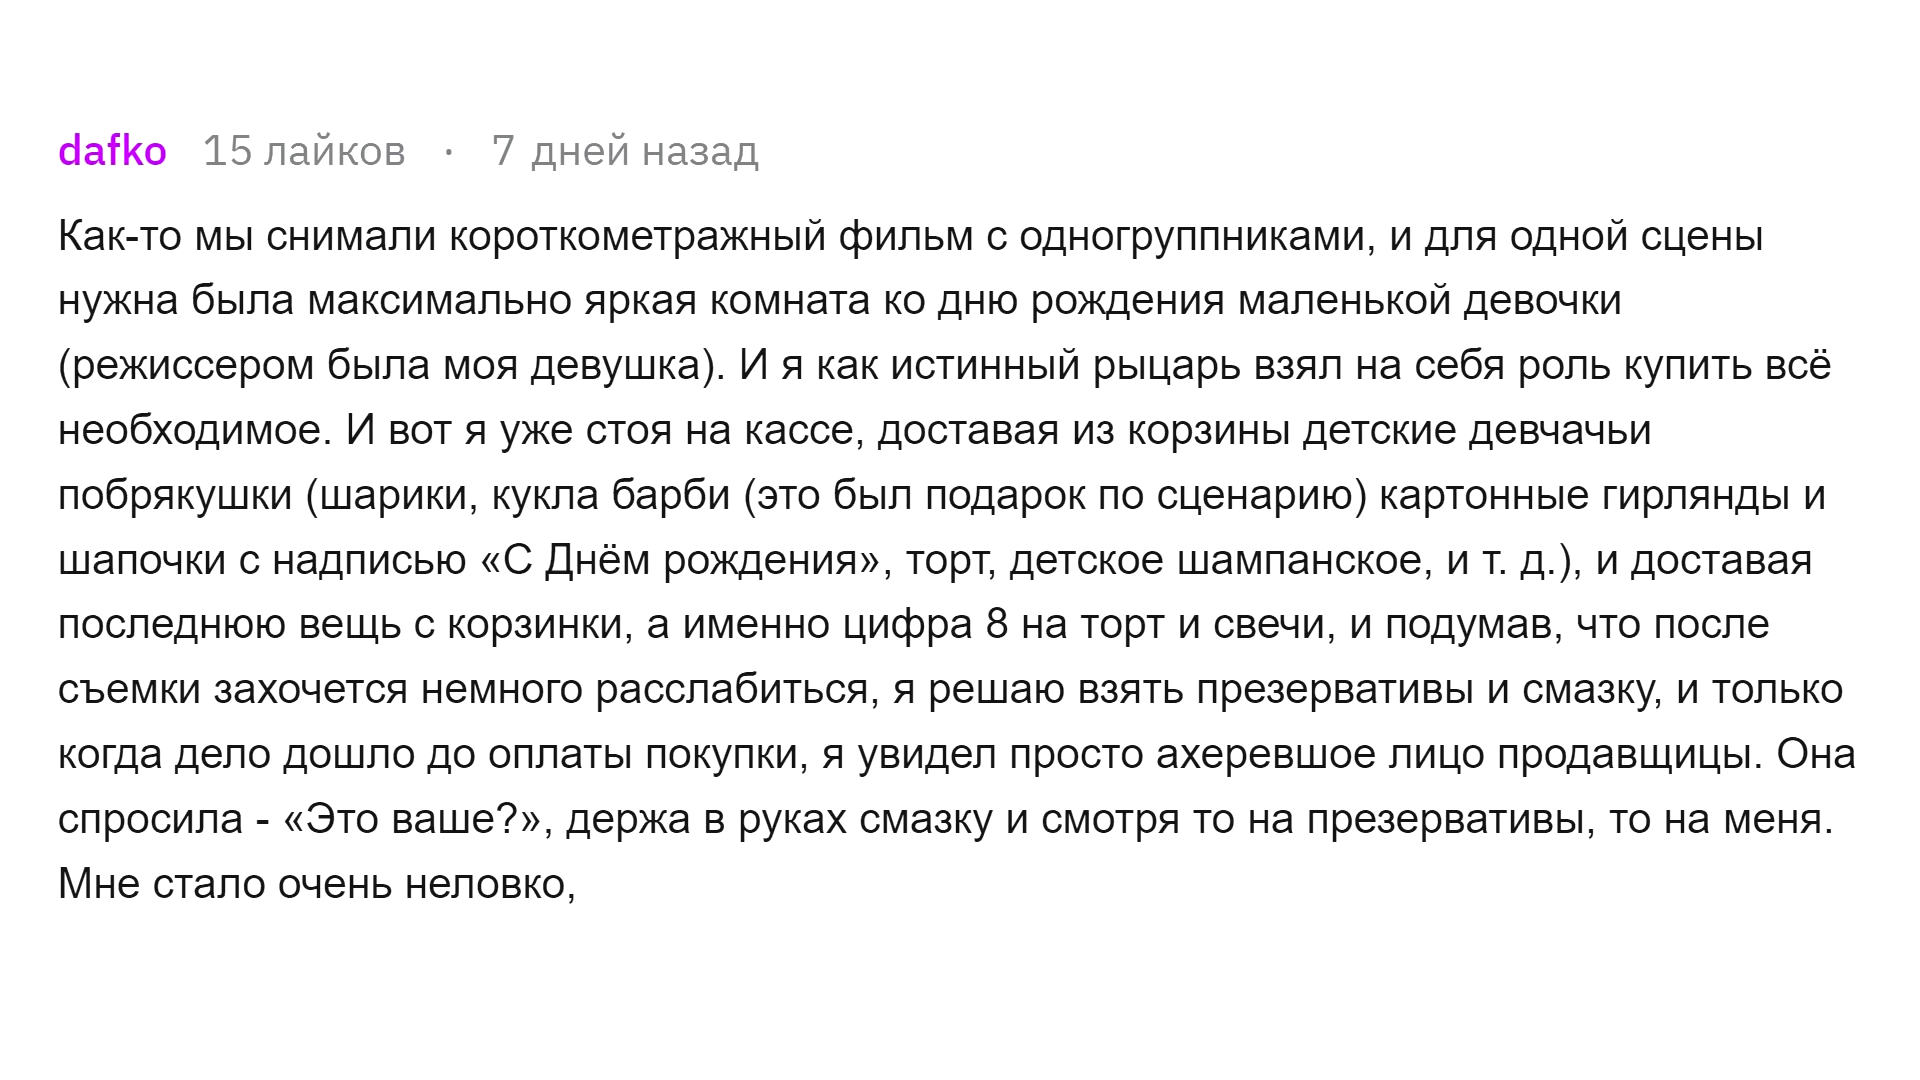 dafko 15 лайков · 7 дней назад
Как-то мы снимали короткометражный фильм с одногруппниками, и для одной сцены
нужна была максимально яркая комната ко дню рождения маленькой девочки
(режиссером была моя девушка). И я как истинный рыцарь взял на себя роль купить всё
необходимое. И вот я уже стоя на кассе, доставая из корзины детские девчачьи
побрякушки (шарики, кукла барби (это был подарок по сценарию) картонные гирлянды и
шапочки с надписью «С Днём рождения», торт, детское шампанское, и т. д.), и доставая
последнюю вещь с корзинки, а именно цифра 8 на торт и свечи, и подумав, что после
съемки захочется немного расслабиться, я решаю взять презервативы и смазку, и только
когда дело дошло до оплаты покупки, я увидел просто ахеревшое лицо продавщицы. Она
спросила - «Это ваше?», держа в руках смазку и смотря то на презервативы, то на меня.
Мне стало очень неловко,